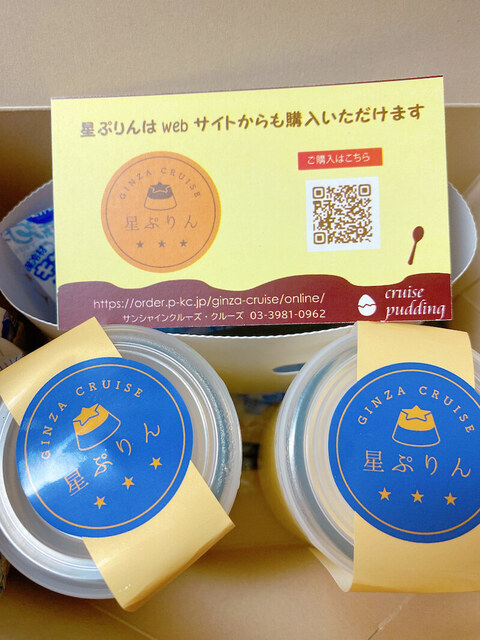 星ぷりんは web サイトからも購入いただけます
ご購入はこちら
GINZA CRUISE
星ぷりん
https://order.p-kc.jp/ginza-cruise/online/
サンシャインクルーズ・クルーズ 03-3981-0962
cruise
pudding
GINZA CRUISE
星ぷりん
GINZA CRUISE
星ぷりん